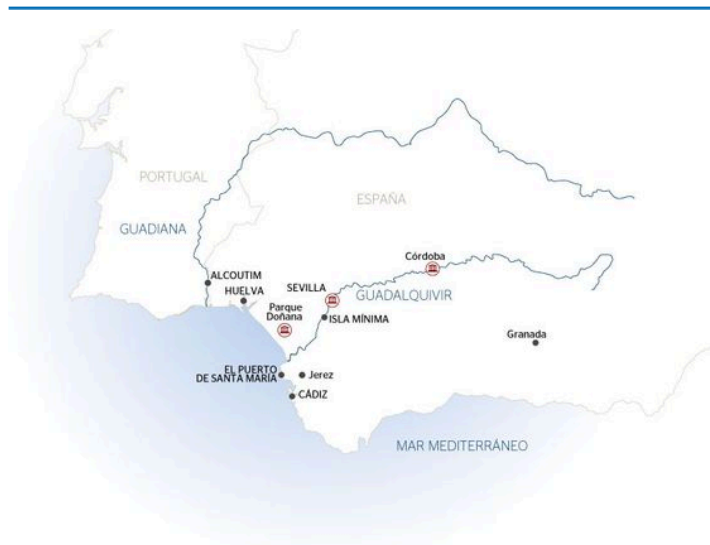 PORTUGAL
ESPAÑA
GUADIANA
Córdoba
ALCOUTIM
HUELVA
SEVILLA
GUADALQUIVIR
Parque
Doñana
ISLA MÍNIMA
Granada
EL PUERTO
DE SANTA MARÍA
Jerez
CÁDIZ
MAR MEDITERRÁNEO